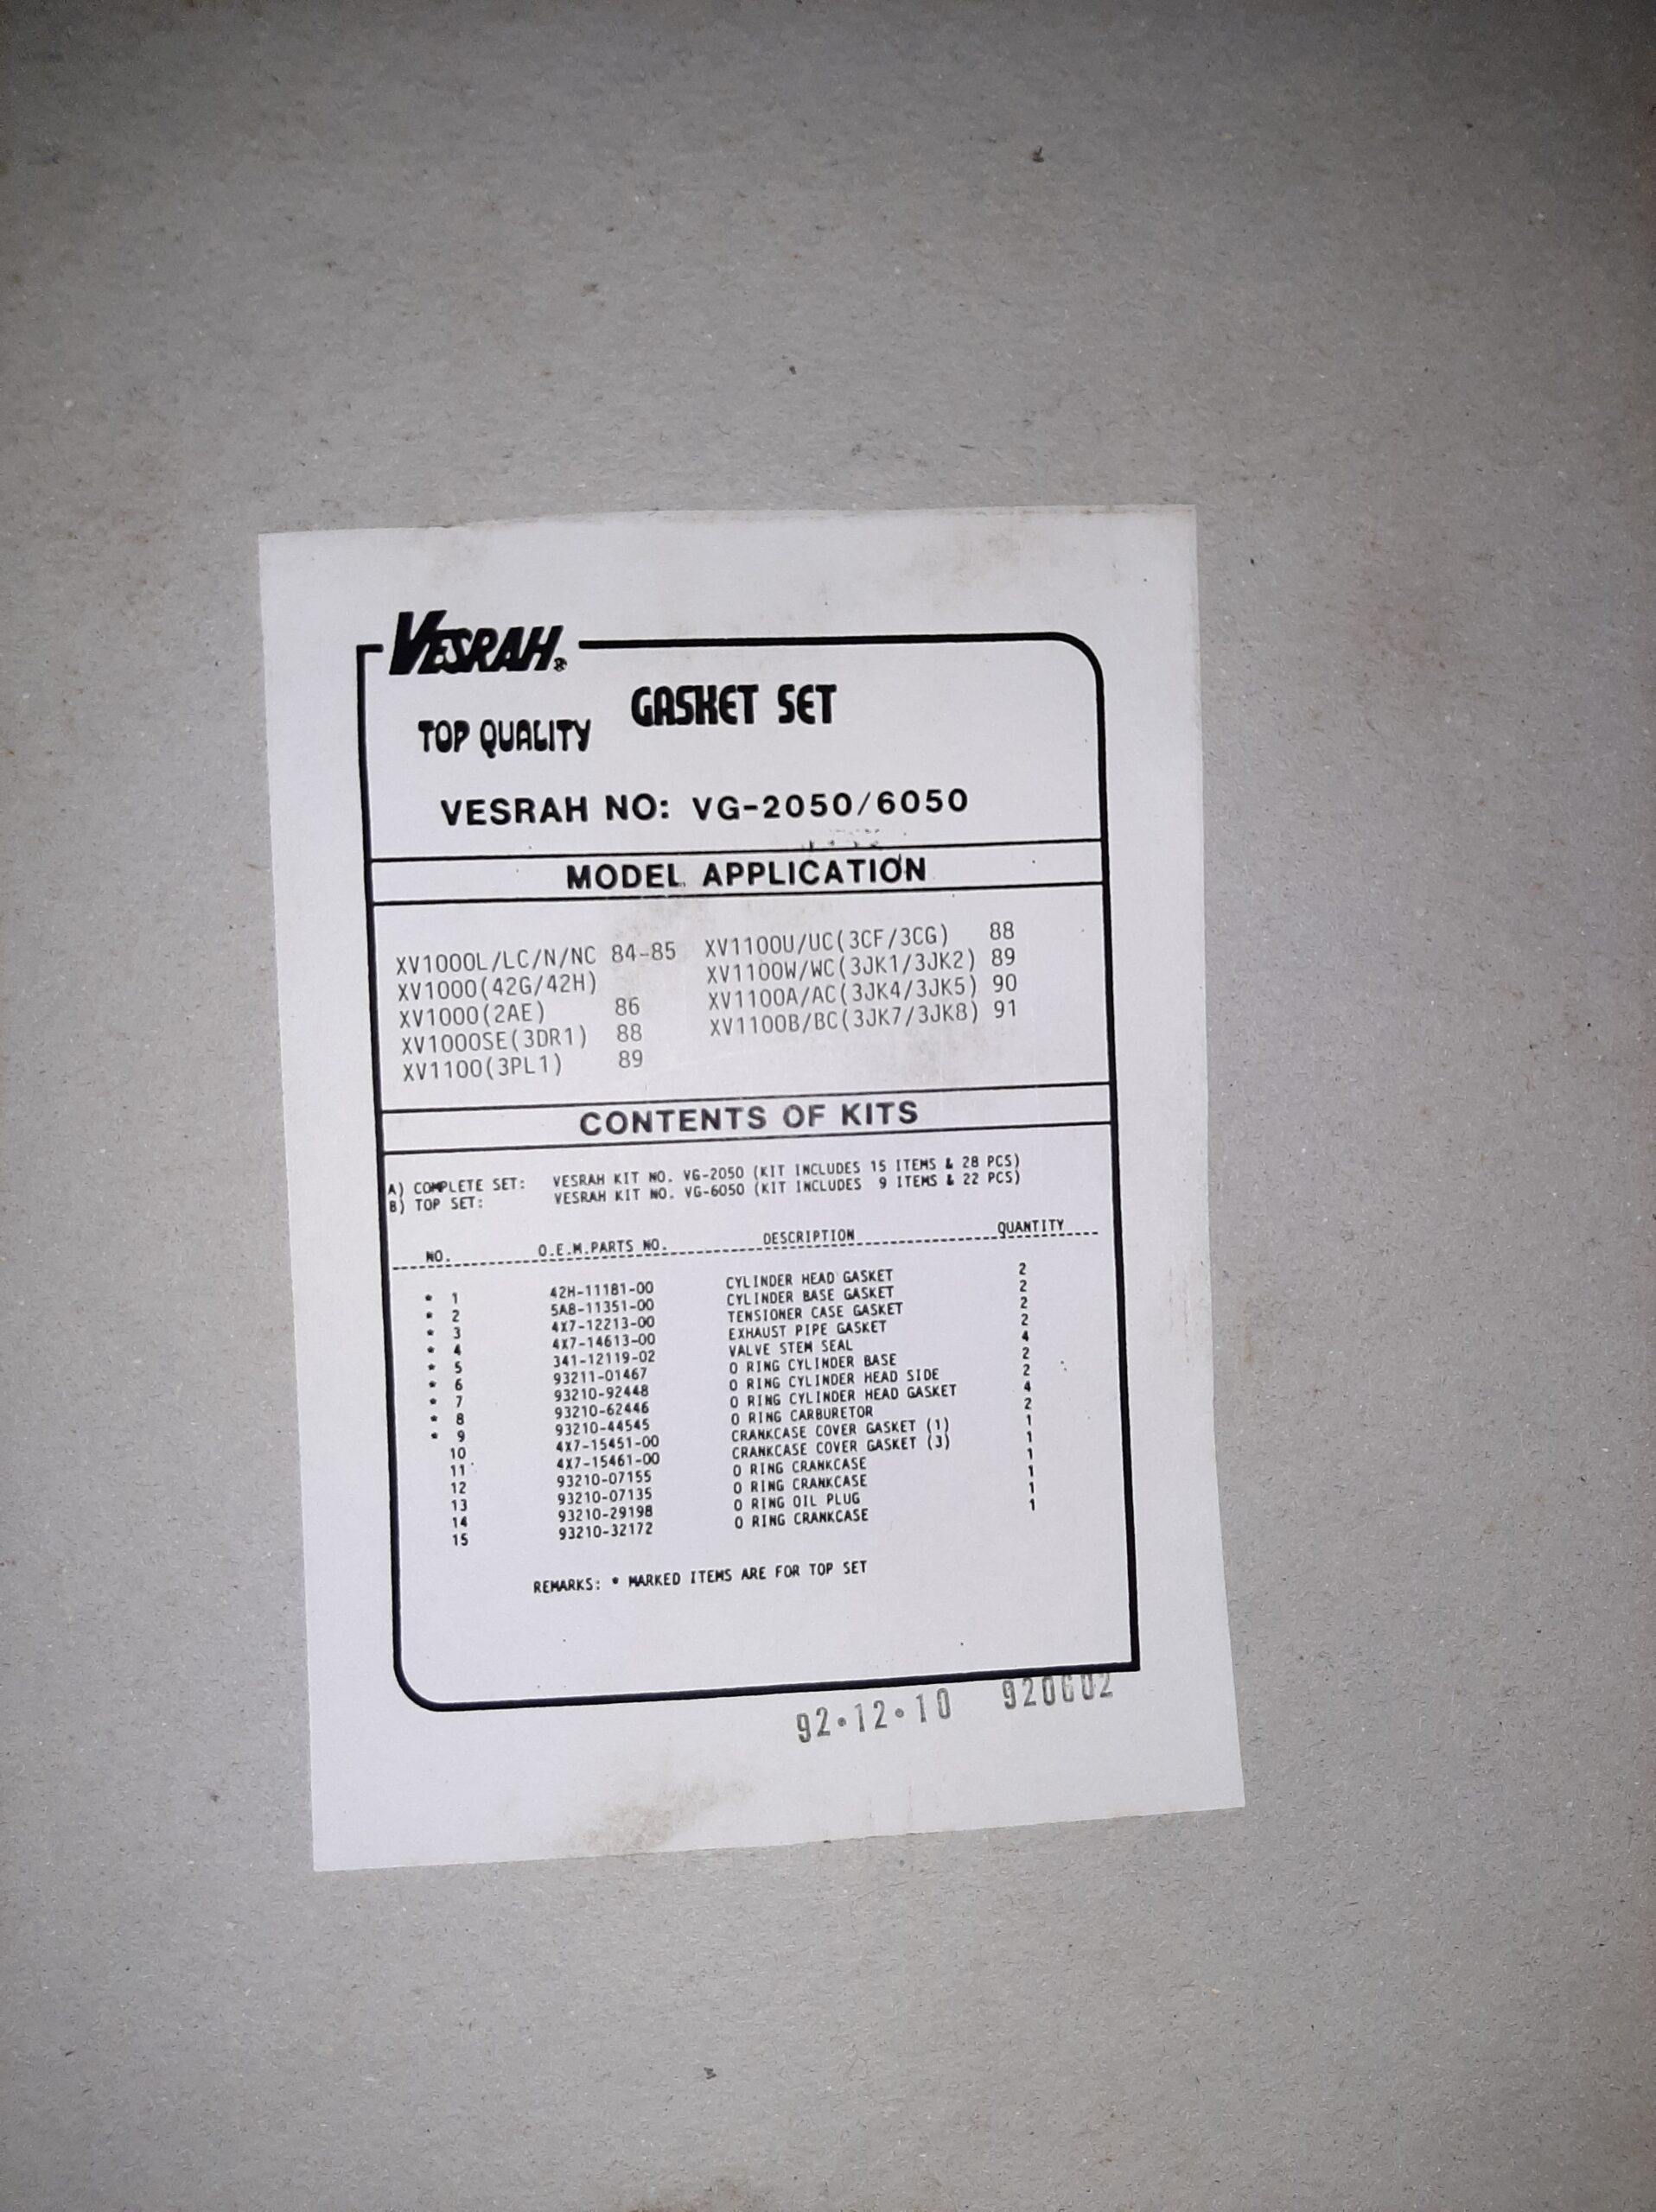 VESRAH®
GASKET SET
TOP QUALITY
VESRAH NO: VG-2050/6050
MODEL APPLICATION
XV1000L/LC/N/NC 84-85 XV1100U/UC(3CF/3CG) 88
XV1000(42G/42H) XV1100W/WC(3JK1/3JK2) 89
XV1000(2AE) 86 XV1100A/AC(3JK4/3JK5) 90
XV1000SE(3DR1) 88 XV1100B/BC(3JK7/3JK8) 91
XV1100(3PL1) 89
CONTENTS OF KITS
A) COMPLETE SET: VESRAH KIT NO. VG-2050 (KIT INCLUDES 15 ITEMS & 28 PCS)
B) TOP SET: VESRAH KIT NO. VG-6050 (KIT INCLUDES 9 ITEMS & 22 PCS)
NO. O.E.M.PARTS NO. DESCRIPTION QUANTITY
* 1 42H-11181-00 CYLINDER HEAD GASKET 2
* 2 5A8-11351-00 CYLINDER BASE GASKET 2
* 3 4X7-12213-00 TENSIONER CASE GASKET 2
* 4 4X7-14613-00 EXHAUST PIPE GASKET 2
* 5 341-12119-02 VALVE STEM SEAL 4
* 6 93211-01467 O RING CYLINDER BASE 2
* 7 93210-92448 O RING CYLINDER HEAD SIDE 2
* 8 93210-62446 O RING CYLINDER HEAD GASKET 4
* 9 93210-44545 O RING CARBURETOR 2
10 4X7-15451-00 CRANKCASE COVER GASKET (1) 1
11 4X7-15461-00 CRANKCASE COVER GASKET (3) 1
12 93210-07155 O RING CRANKCASE 1
13 93210-07135 O RING CRANKCASE 1
14 93210-29198 O RING OIL PLUG 1
15 93210-32172 O RING CRANKCASE 1
REMARKS: * MARKED ITEMS ARE FOR TOP SET
92.12.10